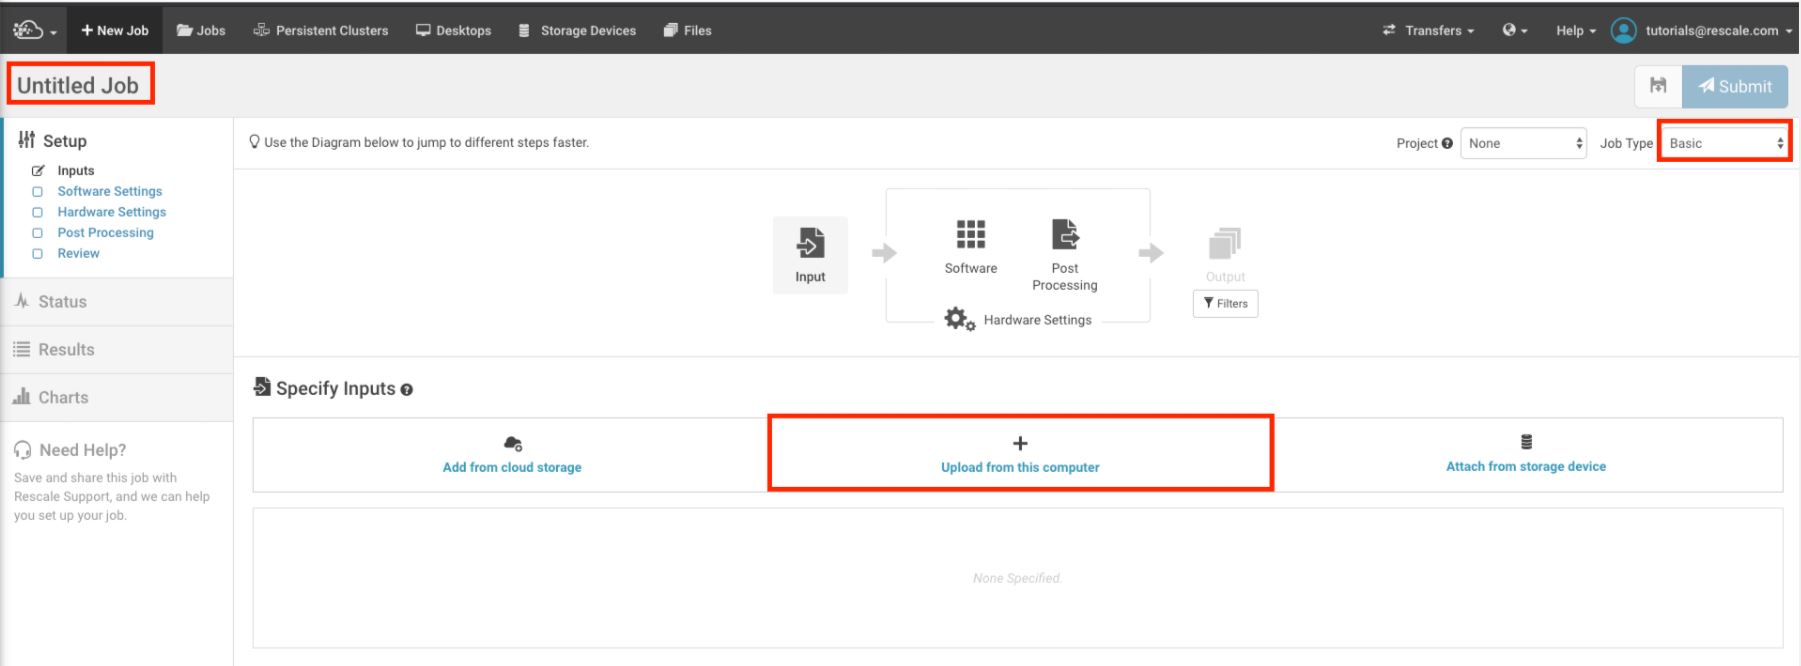 + New Job
Jobs
Persistent Clusters
Desktops
Storage Devices
Files
Transfers
Help
tutorials@rescale.com
Untitled Job
Submit
Setup
Inputs
Software Settings
Hardware Settings
Post Processing
Review
Status
Results
Charts
Need Help?
Save and share this job with
Rescale Support, and we can help
you set up your job.
Use the Diagram below to jump to different steps faster.
Project
None
Job Type
Basic
Input
Software
Post
Processing
Hardware Settings
Output
Filters
Specify Inputs
Add from cloud storage
Upload from this computer
Attach from storage device
None Specified.